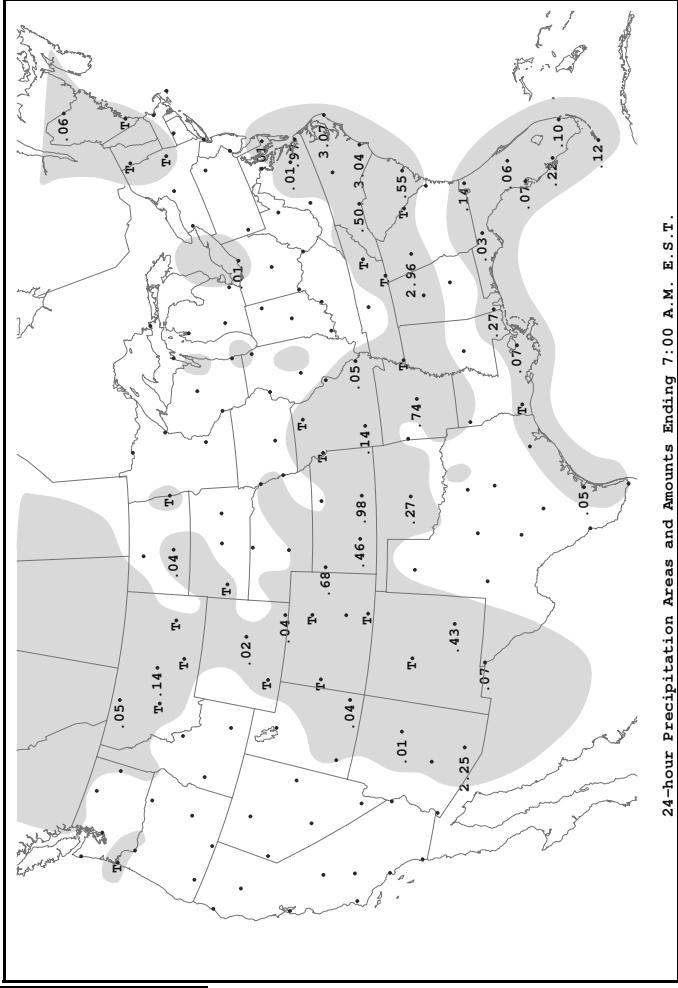 .06
T
.05
T
T
T .14
T
T
.04
T
T
T
.01
.02
.01
T
.04
.01 .97
T
T
T
T
3.07
.68
.04
.05
.50 3.04
.46 .98
T
.14
T
T
.01
.55
T
T
.27
2.96
T
.74
.43
2.25
.14
.03
.07
.27
.06
.07
T
.07
.22
.10
.05
.12
24-hour Precipitation Areas and Amounts Ending 7:00 A.M. E.S.T.